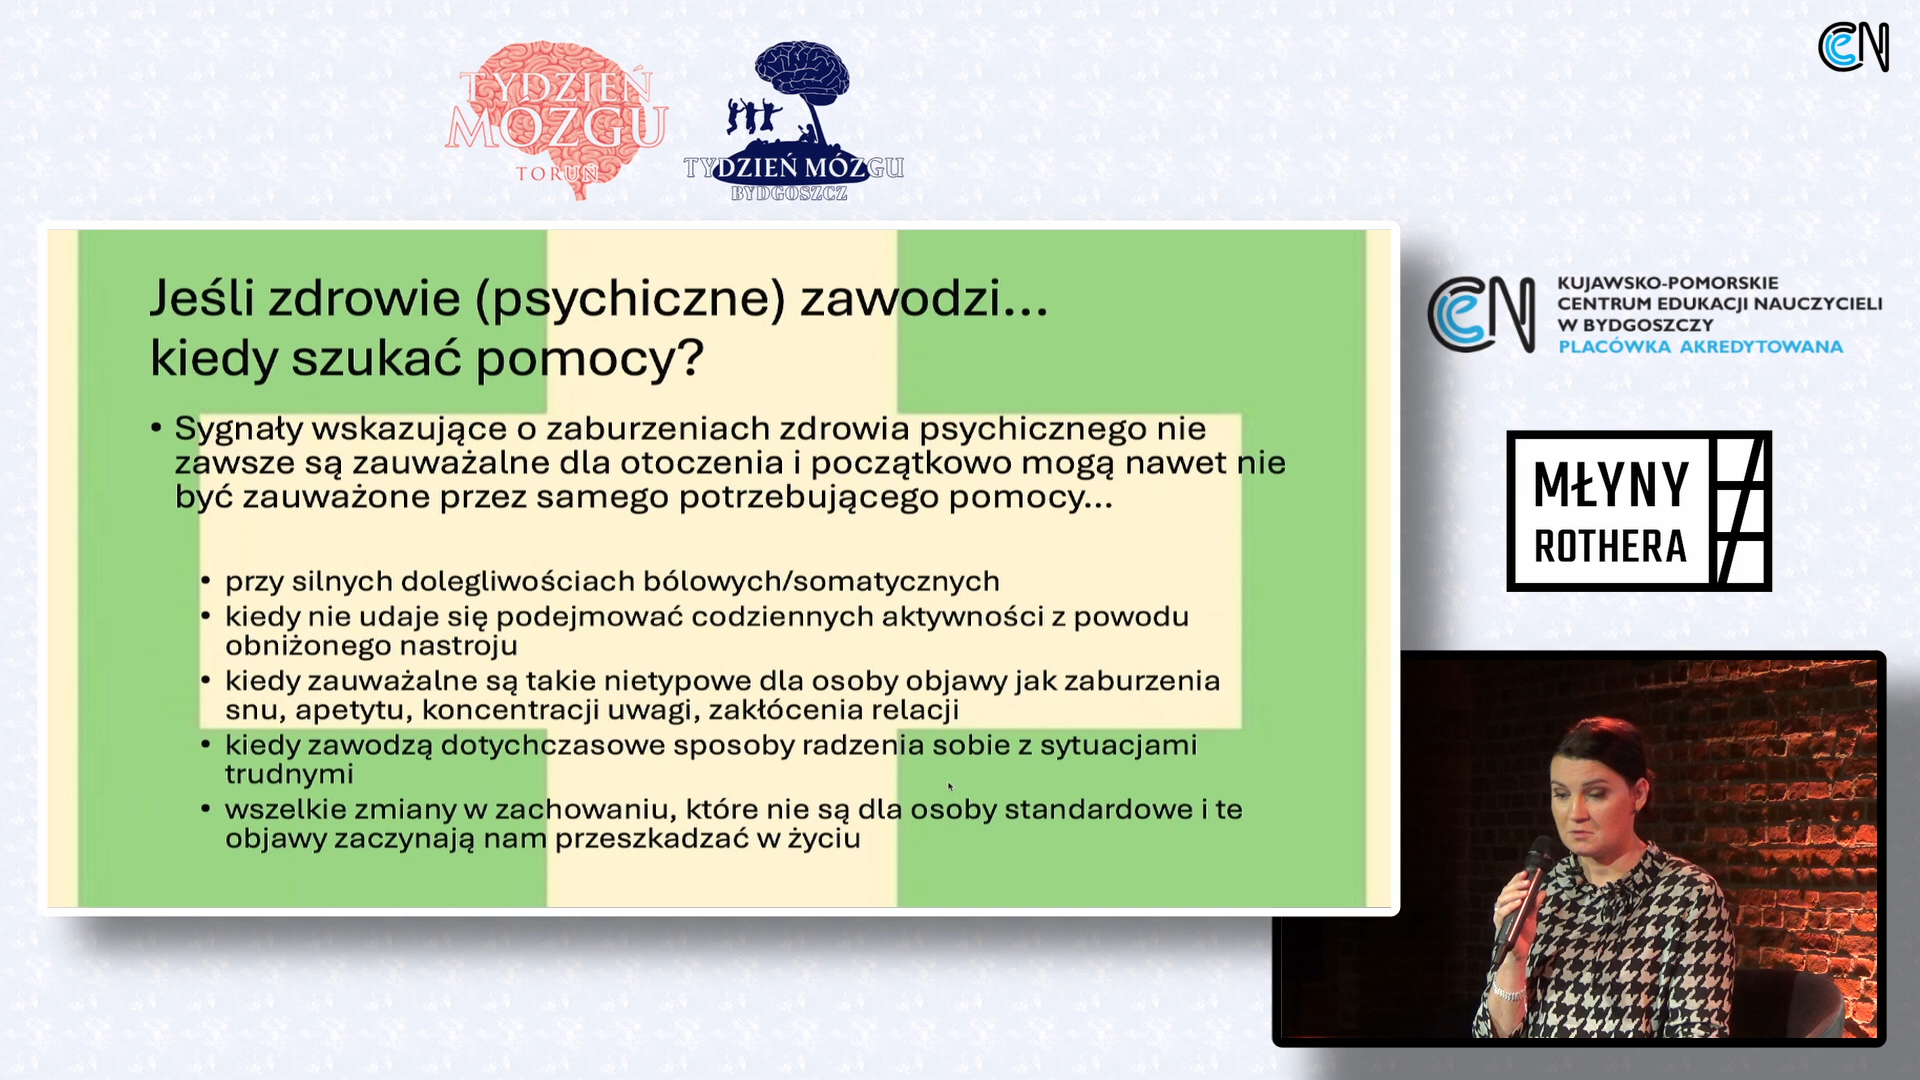 CEN
TYDZIEŃ
MÓZGU
TORUŃ
TYDZIEŃ MÓZGU
BYDGOSZCZ
Jeśli zdrowie (psychiczne) zawodzi...
kiedy szukać pomocy?
• Sygnały wskazujące o zaburzeniach zdrowia psychicznego nie
zawsze są zauważalne dla otoczenia i początkowo mogą nawet nie
być zauważone przez samego potrzebującego pomocy...
• przy silnych dolegliwościach bólowych/somatycznych
• kiedy nie udaje się podejmować codziennych aktywności z powodu
obniżonego nastroju
• kiedy zauważalne są takie nietypowe dla osoby objawy jak zaburzenia
snu, apetytu, koncentracji uwagi, zakłócenia relacji
• kiedy zawodzą dotychczasowe sposoby radzenia sobie z sytuacjami
trudnymi
• wszelkie zmiany w zachowaniu, które nie są dla osoby standardowe i te
objawy zaczynają nam przeszkadzać w życiu
CEN
KUJAWSKO-POMORSKIE
CENTRUM EDUKACJI NAUCZYCIELI
W BYDGOSZCZY
PLACÓWKA AKREDYTOWANA
MŁYNY
ROTHERA